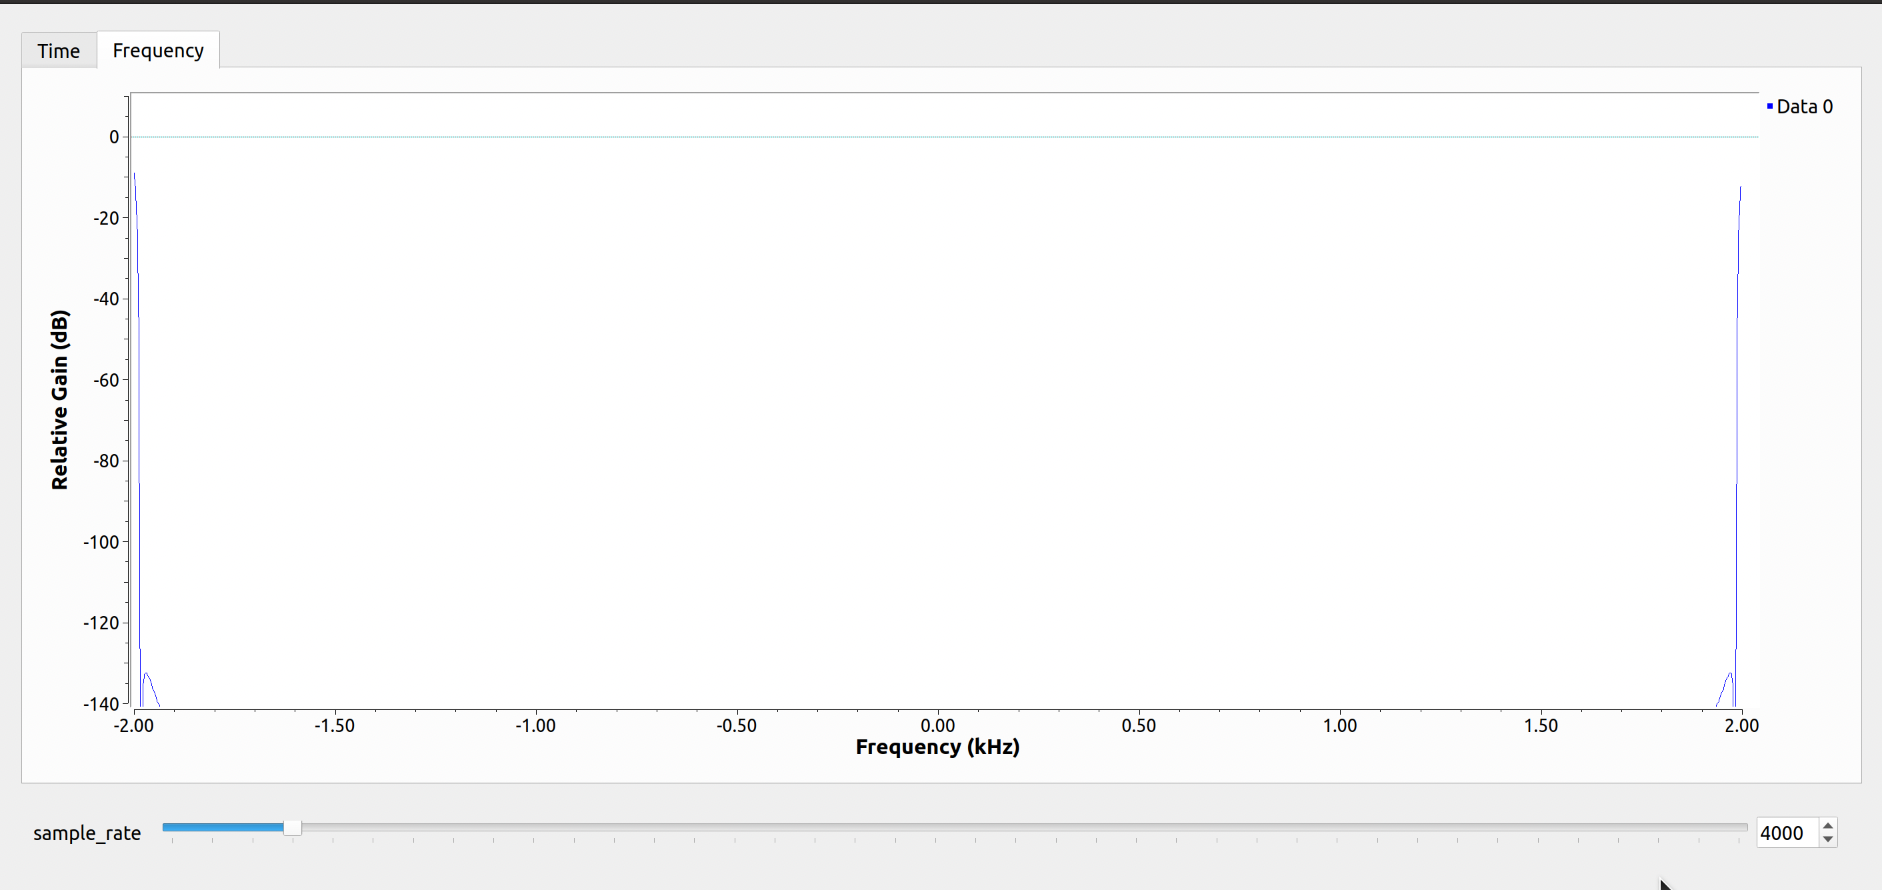 Time Frequency
Data 0
0
-20
-40
-60
-80
-100
-120
-140
Relative Gain (dB)
-2.00 -1.50 -1.00 -0.50 0.00 0.50 1.00 1.50 2.00
Frequency (kHz)
sample_rate 4000